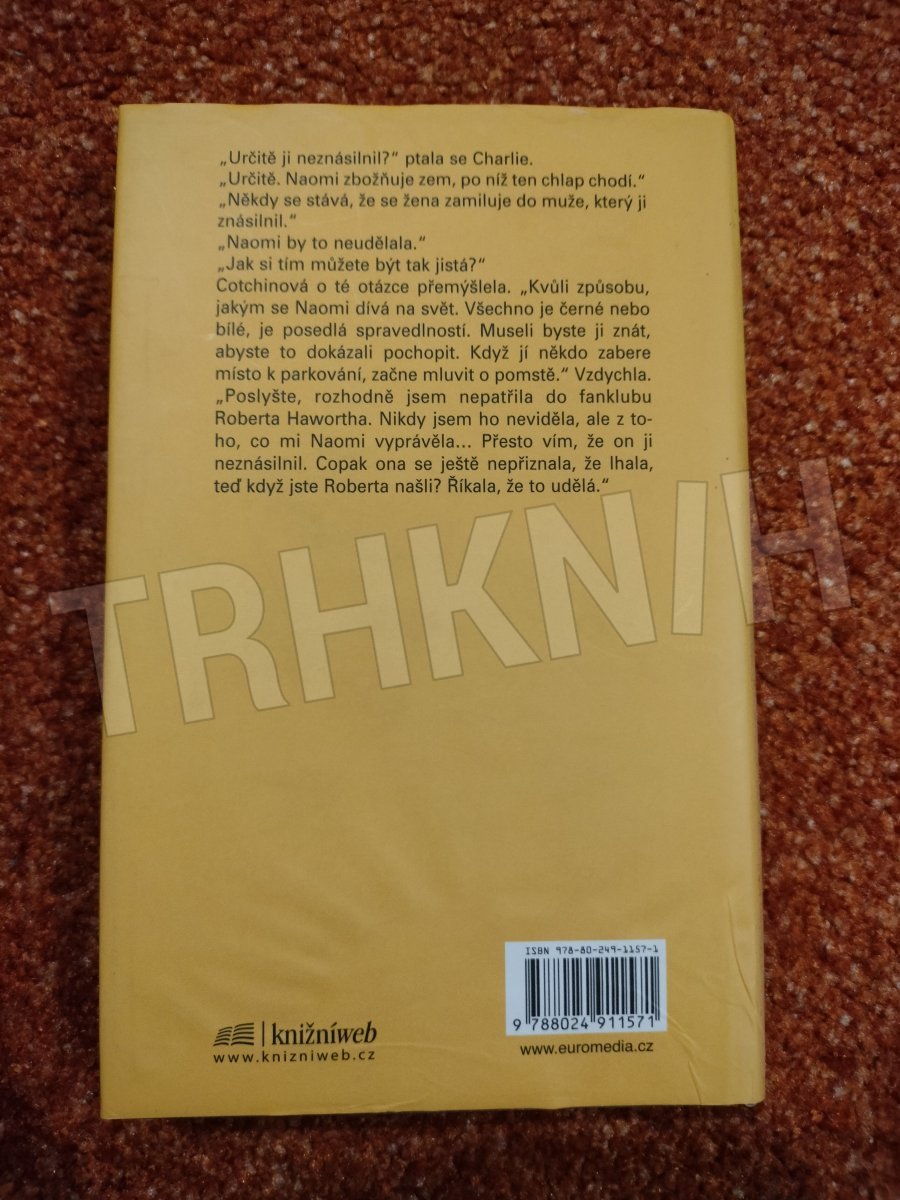 „Určitě ji neznásilnil?“ ptala se Charlie.
„Určitě. Naomi zbožňuje zem, po níž ten chlap chodí.“
„Někdy se stává, že se žena zamiluje do muže, který ji
znásilnil.“
„Naomi by to neudělala.“
„Jak si tím můžete být tak jistá?“
Cotchinová o té otázce přemýšlela. „Kvůli způsobu,
jakým se Naomi dívá na svět. Všechno je černé nebo
bílé, je posedlá spravedlností. Museli byste ji znát,
abyste to dokázali pochopit. Když jí někdo zabere
místo k parkování, začne mluvit o pomstě.“ Vzdychla.
„Poslyšte, rozhodně jsem nepatřila do fanklubu
Roberta Hawortha. Nikdy jsem ho neviděla, ale z to-
ho, co mi Naomi vyprávěla... Přesto vím, že on ji
neznásilnil. Copak ona se ještě nepřiznala, že lhala,
teď když jste Roberta našli? Říkala, že to udělá.“
TRHKNIH
ISBN 978-80-249-1157-1
9 788024 911571
knižníweb
www.knizniweb.cz
www.euromedia.cz